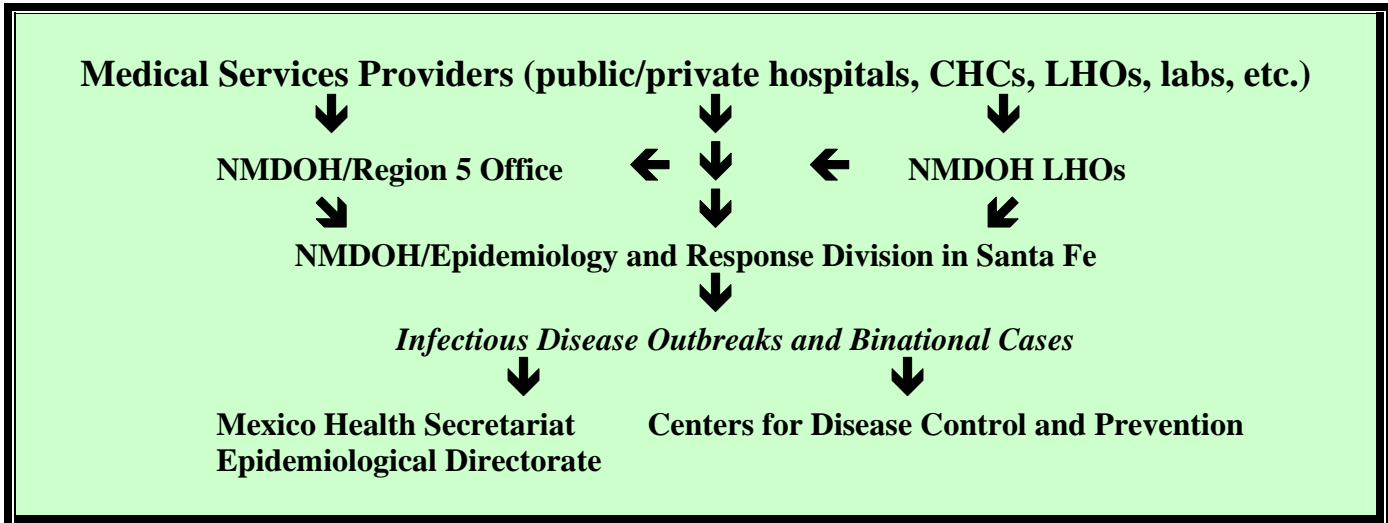 Medical Services Providers (public/private hospitals, CHCs, LHOs, labs, etc.)
NMDOH/Region 5 Office
NMDOH LHOs
NMDOH/Epidemiology and Response Division in Santa Fe
Infectious Disease Outbreaks and Binational Cases
Mexico Health Secretariat
Epidemiological Directorate
Centers for Disease Control and Prevention